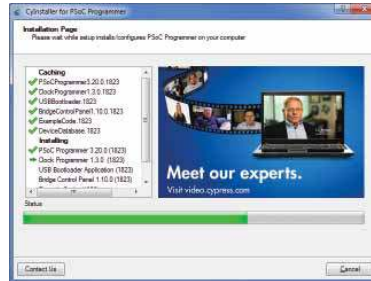 CyInstaller for PSoC Programmer
Installation Page
Please wait while setup installs/configures PSoC Programmer on your computer
Caching
PSoCProgrammer3.20.0.1823
ClockProgrammer1.3.0.1823
USBBootloader.1823
BridgeControlPanel1.10.0.1823
ExampleCode.1823
DeviceDatabase.1823
Installing
PSoC Programmer 3.20.0 (1823)
Clock Programmer 1.3.0 (1823)
USB Bootloader Application (1823)
Bridge Control Panel 1.10.0 (1823)
Meet our experts.
Visit video.cypress.com
Status
Contact Us
Cancel